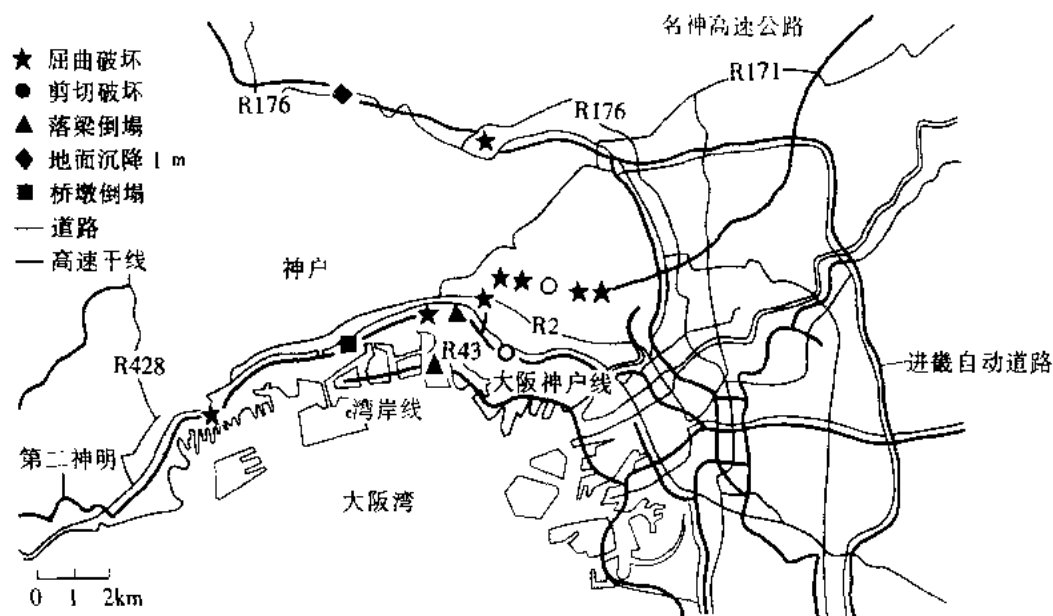 ★ 屈曲破坏
● 剪切破坏
▲ 落梁倒塌
◆ 地面沉降 1 m
■ 桥墩倒塌
— 道路
— 高速干线
名神高速公路
R171
R176
R176
神户
R2
R43
R428
大阪神户线
进畿自动道路
湾岸线
第二神明
大阪湾
0 1 2km